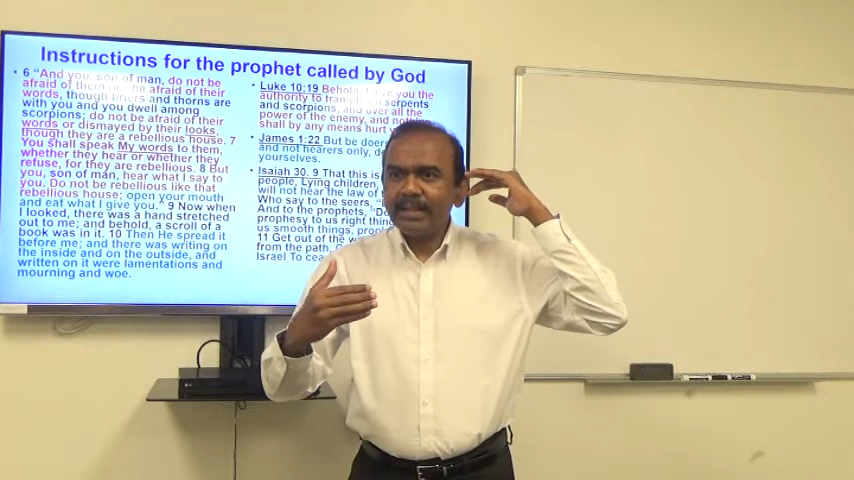 Instructions for the prophet called by God
• 6 “And you, son of man, do not be
afraid of them nor be afraid of their
words, though briers and thorns are
with you and you dwell among
scorpions; do not be afraid of their
words or dismayed by their looks,
though they are a rebellious house. 7
You shall speak My words to them,
whether they hear or whether they
refuse, for they are rebellious. 8 But
you, son of man, hear what I say to
you. Do not be rebellious like that
rebellious house; open your mouth
and eat what I give you.” 9 Now when
I looked, there was a hand stretched
out to me; and behold, a scroll of a
book was in it. 10 Then He spread it
before me; and there was writing on
the inside and on the outside, and
written on it were lamentations and
mourning and woe.
• Luke 10:19 Behold, I give you the
authority to trample on serpents
and scorpions, and over all the
power of the enemy, and nothing
shall by any means hurt
• James 1:22 But be doers
and not hearers only,
yourselves.
• Isaiah 30. 9 That this is
people, Lying children,
will not hear the law of
Who say to the seers,
And to the prophets,
prophesy to us right
us smooth things,
11 Get out of the
from the path,
Israel To